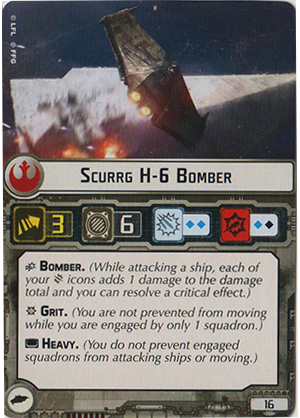 © LFL © FFG
SCURRG H-6 BOMBER
3 6
BOMBER. (While attacking a ship, each of
your icons adds 1 damage to the damage
total and you can resolve a critical effect.)
GRIT. (You are not prevented from moving
while you are engaged by only 1 squadron.)
HEAVY. (You do not prevent engaged
squadrons from attacking ships or moving.)
16